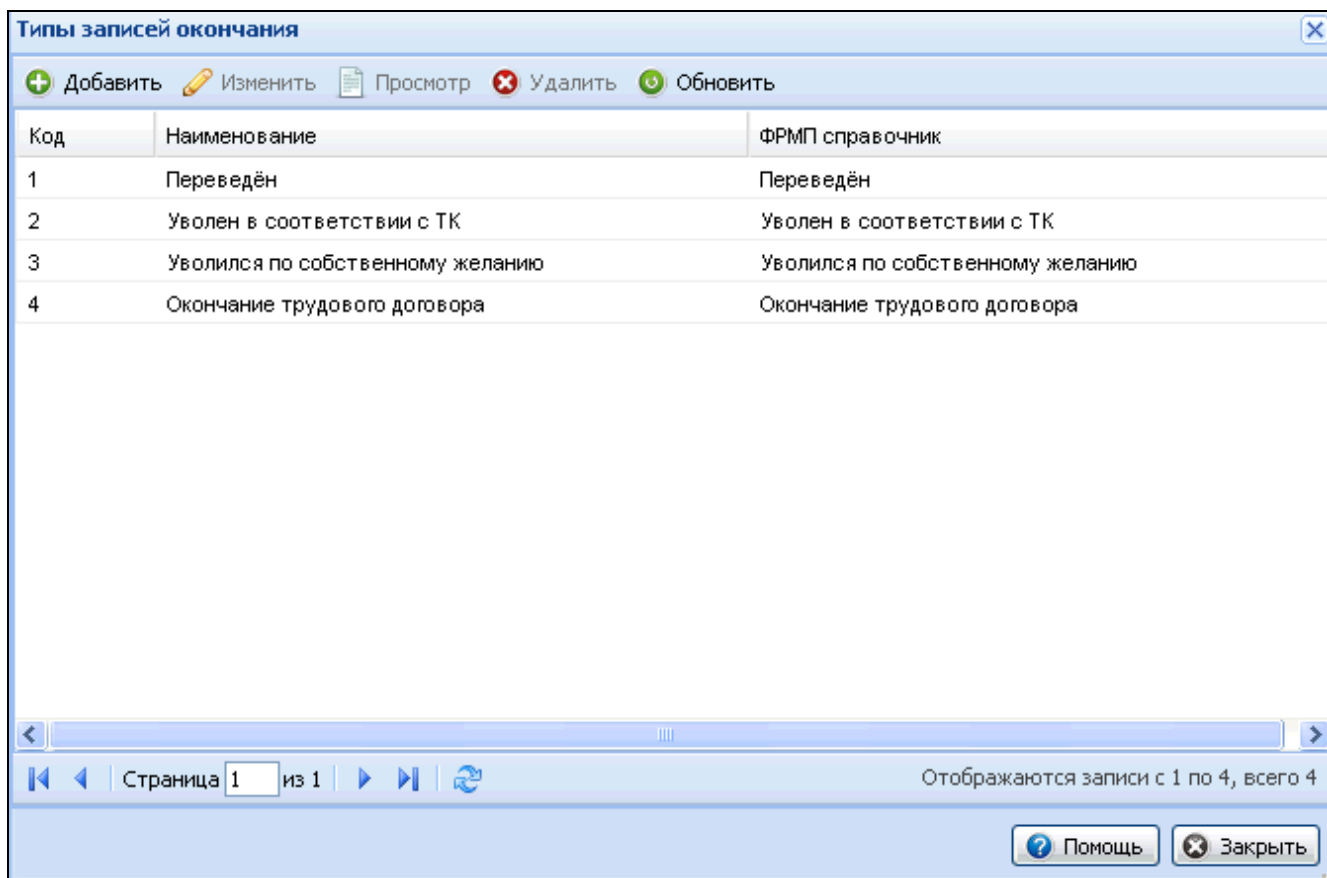 Типы записей окончания
Добавить Изменить Просмотр Удалить Обновить
Код Наименование ФРМП справочник
1 Переведён Переведён
2 Уволен в соответствии с ТК Уволен в соответствии с ТК
3 Уволился по собственному желанию Уволился по собственному желанию
4 Окончание трудового договора Окончание трудового договора
Страница 1 из 1 Отображаются записи с 1 по 4, всего 4
Помощь Закрыть